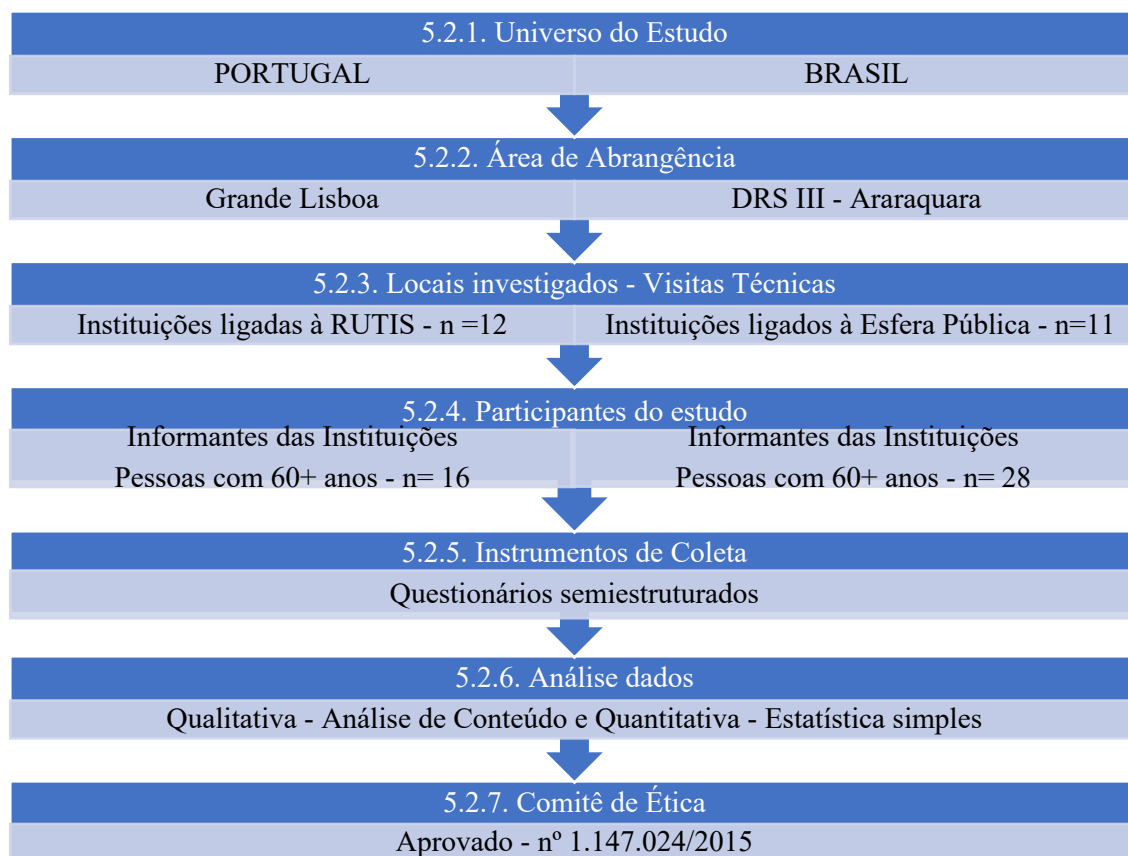 5.2.1. Universo do Estudo
PORTUGAL
BRASIL
5.2.2. Área de Abrangência
Grande Lisboa
DRS III - Araraquara
5.2.3. Locais investigados - Visitas Técnicas
Instituições ligadas à RUTIS - n =12
Instituições ligados à Esfera Pública - n=11
5.2.4. Participantes do estudo
Informantes das Instituições
Pessoas com 60+ anos - n= 16
Informantes das Instituições
Pessoas com 60+ anos - n= 28
5.2.5. Instrumentos de Coleta
Questionários semiestruturados
5.2.6. Análise dados
Qualitativa - Análise de Conteúdo e Quantitativa - Estatística simples
5.2.7. Comitê de Ética
Aprovado - nº 1.147.024/2015